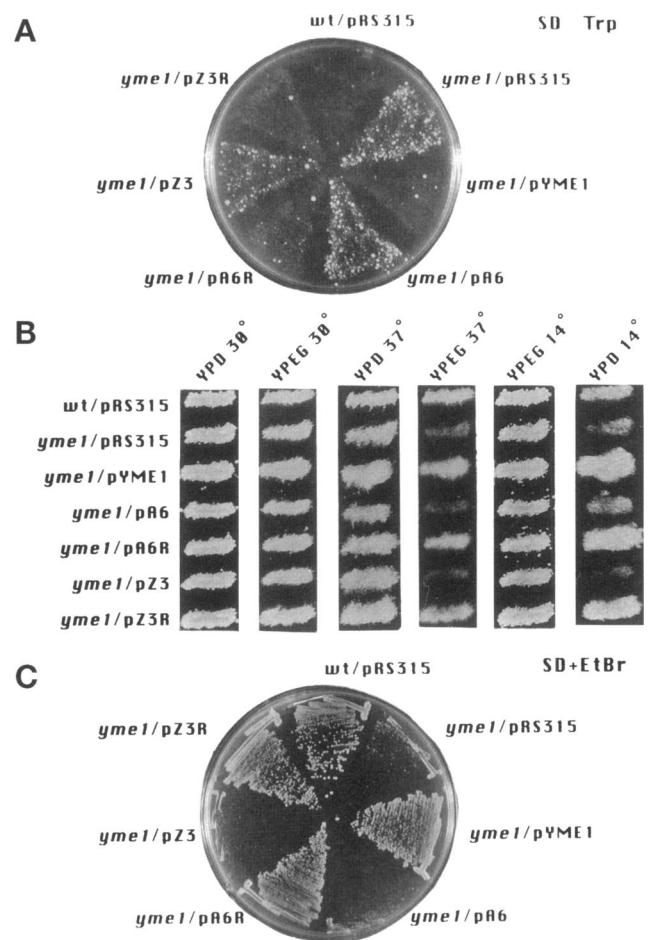 A
wt/pRS315
SD Trp
yme1/pZ3R
yme1/pRS315
yme1/pZ3
yme1/pYME1
yme1/pA6R
yme1/pA6
B
YPD 30°
YPEG 30°
YPD 37°
YPEG 37°
YPEG 14°
YPD 14°
wt/pRS315
yme1/pRS315
yme1/pYME1
yme1/pA6
yme1/pA6R
yme1/pZ3
yme1/pZ3R
C
wt/pRS315
SD+EtBr
yme1/pZ3R
yme1/pRS315
yme1/pZ3
yme1/pYME1
yme1/pA6R
yme1/pA6